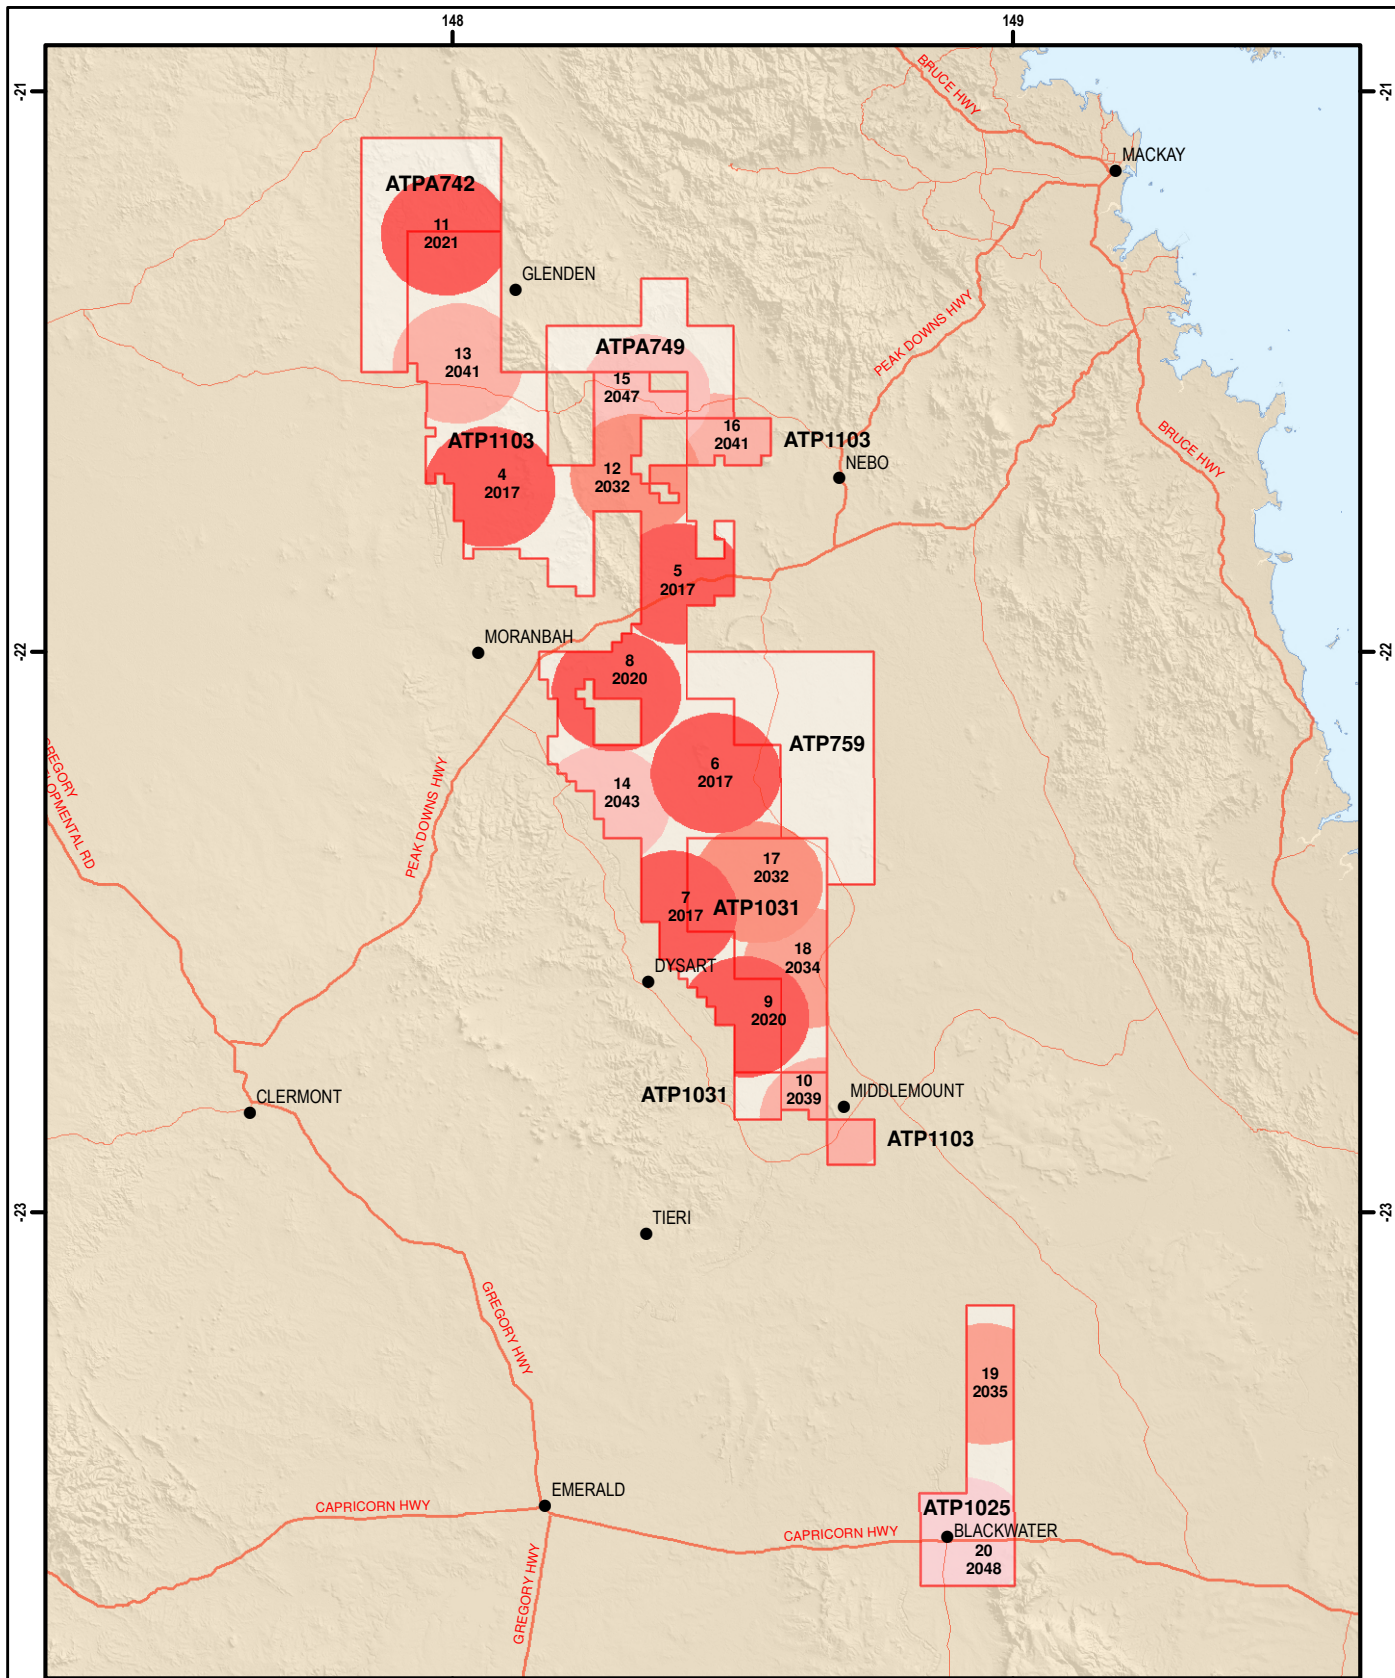 148
149
-21
-21
BRUCE HWY
MACKAY
ATPA742
11
2021
GLENDEN
PEAK DOWNS HWY
ATPA749
13
2041
15
2047
16
2041
ATP1103
ATP1103
NEBO
BRUCE HWY
4
2017
12
2032
5
2017
MORANBAH
-22
-22
8
2020
ATP759
6
2017
14
2043
GREGORY
ELOPMENTAL RD
PEAK DOWNS HWY
17
2032
7
2017
ATP1031
18
2034
DYSART
9
2020
10
2039
ATP1031
MIDDLEMOUNT
CLERMONT
ATP1103
-23
-23
TIERI
GREGORY HWY
19
2035
EMERALD
CAPRICORN HWY
ATP1025
CAPRICORN HWY
BLACKWATER
20
2048
GREGORY HWY